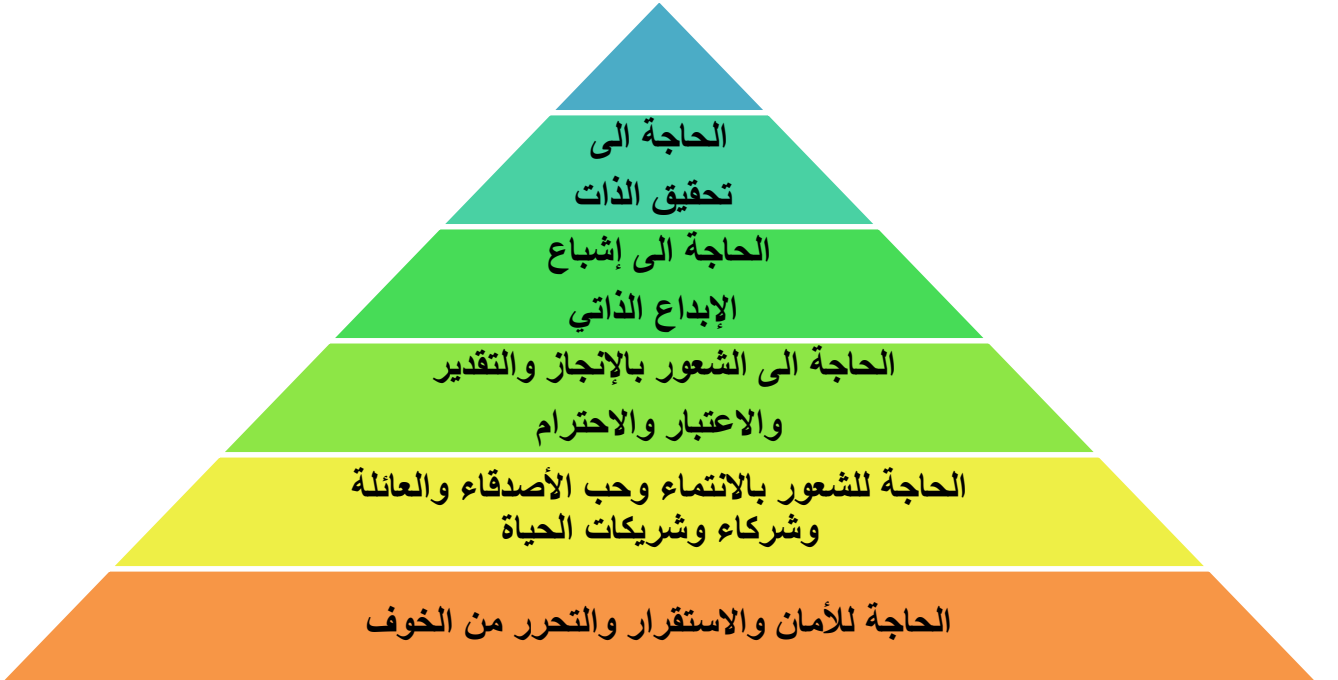 الحاجة الى
تحقيق الذات
الحاجة الى إشباع
الإبداع الذاتي
الحاجة الى الشعور بالإنجاز والتقدير
والاعتبار والاحترام
الحاجة للشعور بالانتماء وحب الأصدقاء والعائلة
وشركاء وشريكات الحياة
الحاجة للأمان والاستقرار والتحرر من الخوف